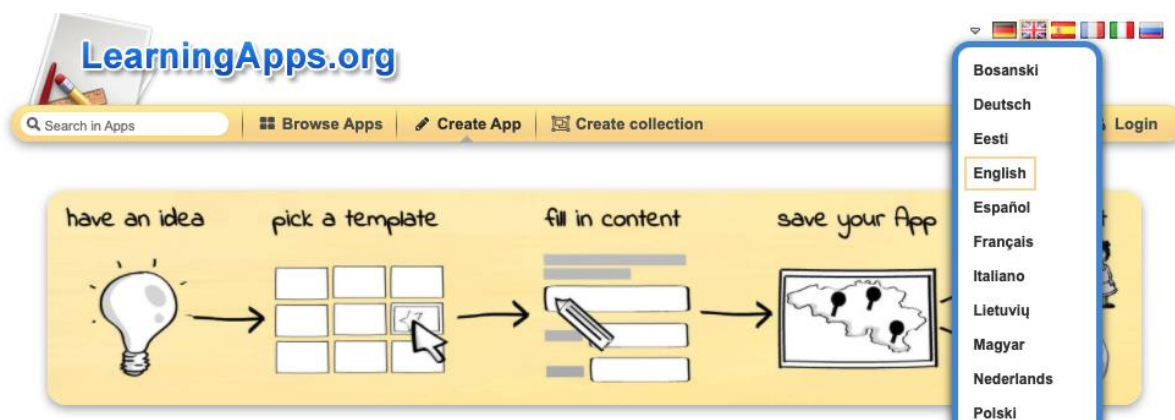 LearningApps.org
Search in Apps
Browse Apps
Create App
Create collection
Login
have an idea
pick a template
fill in content
save your App
Bosanski
Deutsch
Eesti
English
Español
Français
Italiano
Lietuvių
Magyar
Nederlands
Polski